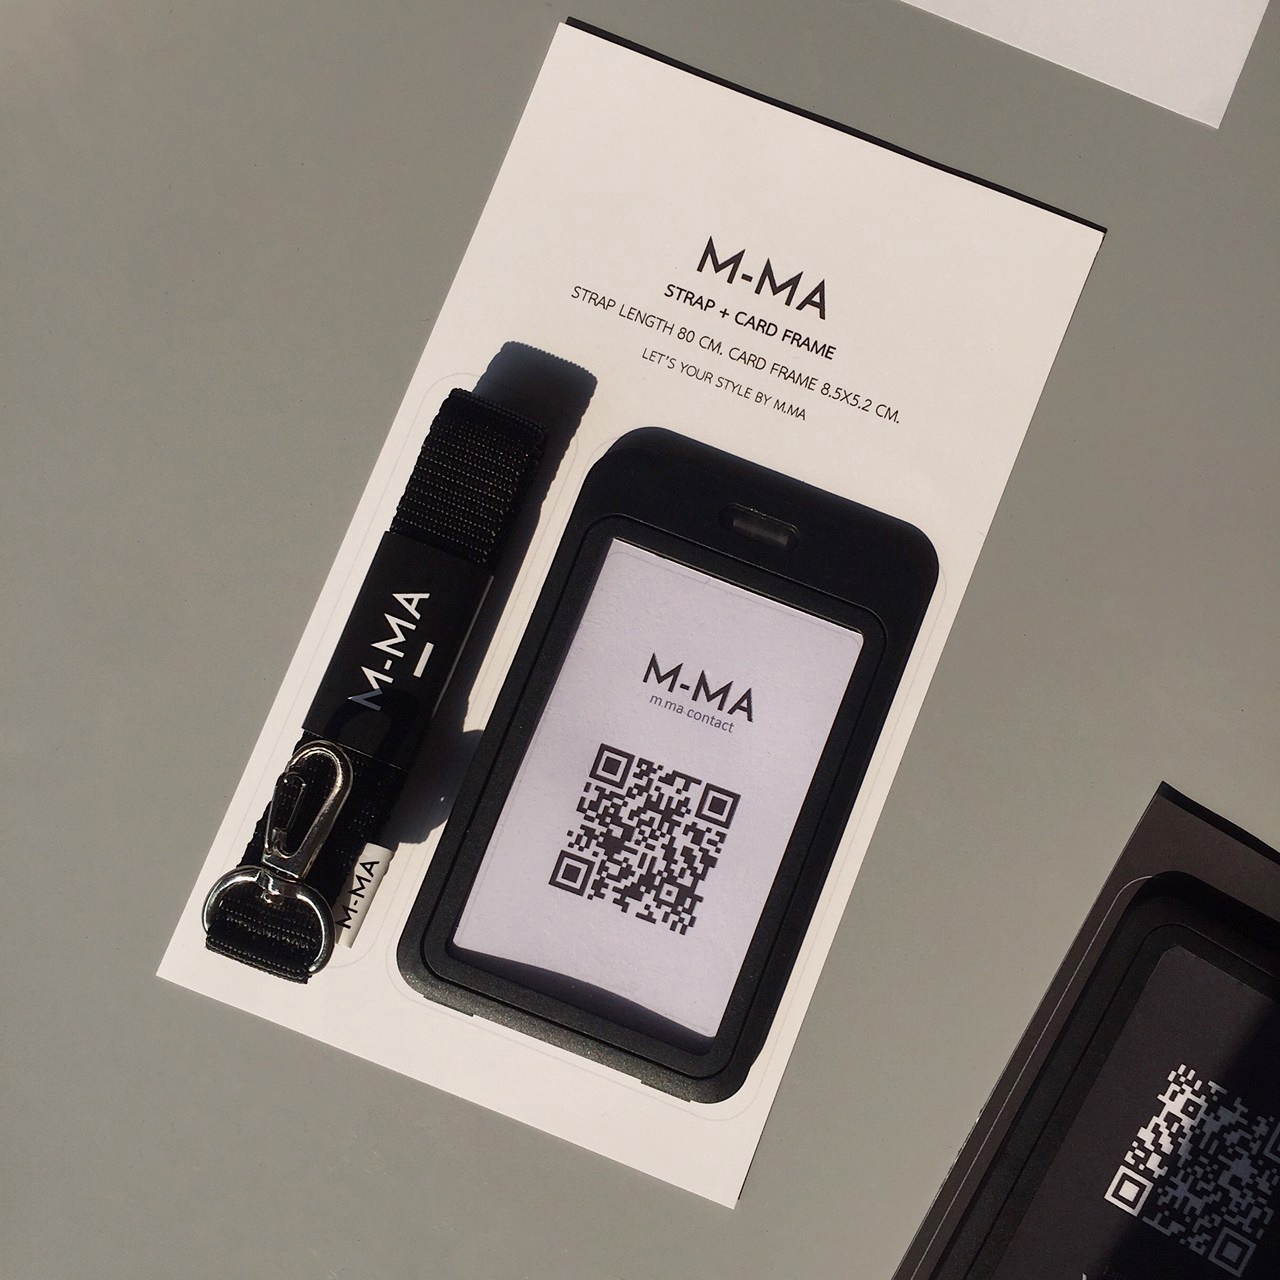 M-MA
STRAP + CARD FRAME
STRAP LENGTH 80 CM. CARD FRAME 8.5X5.2 CM.
LET'S YOUR STYLE BY M.MA
M-MA
M-MA
M-MA
m.ma.contact